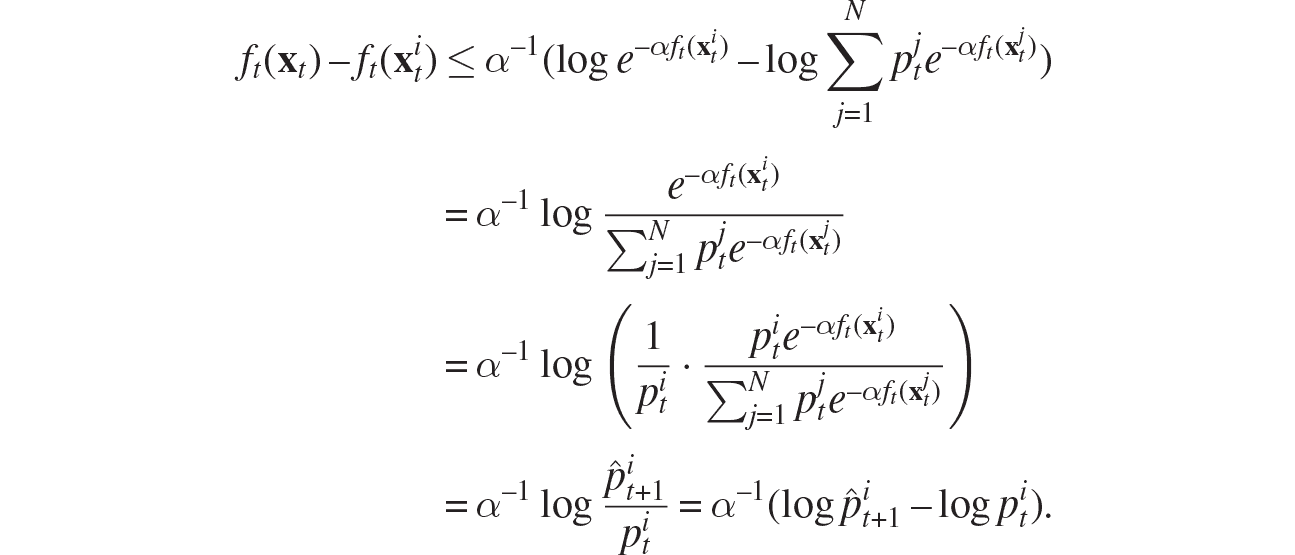 $f_t(\mathbf{x}_t) - f_t(\mathbf{x}_t^i) \leq \alpha^{-1}(\log e^{-\alpha f_t(\mathbf{x}_t^i)} - \log \sum_{j=1}^{N} p_t^j e^{-\alpha f_t(\mathbf{x}_t^j)})$
$= \alpha^{-1} \log \frac{e^{-\alpha f_t(\mathbf{x}_t^i)}}{\sum_{j=1}^{N} p_t^j e^{-\alpha f_t(\mathbf{x}_t^j)}}$
$= \alpha^{-1} \log \left( \frac{1}{p_t^i} \cdot \frac{p_t^i e^{-\alpha f_t(\mathbf{x}_t^i)}}{\sum_{j=1}^{N} p_t^j e^{-\alpha f_t(\mathbf{x}_t^j)}} \right)$
$= \alpha^{-1} \log \frac{\hat{p}_{t+1}^i}{p_t^i} = \alpha^{-1}(\log \hat{p}_{t+1}^i - \log p_t^i).$